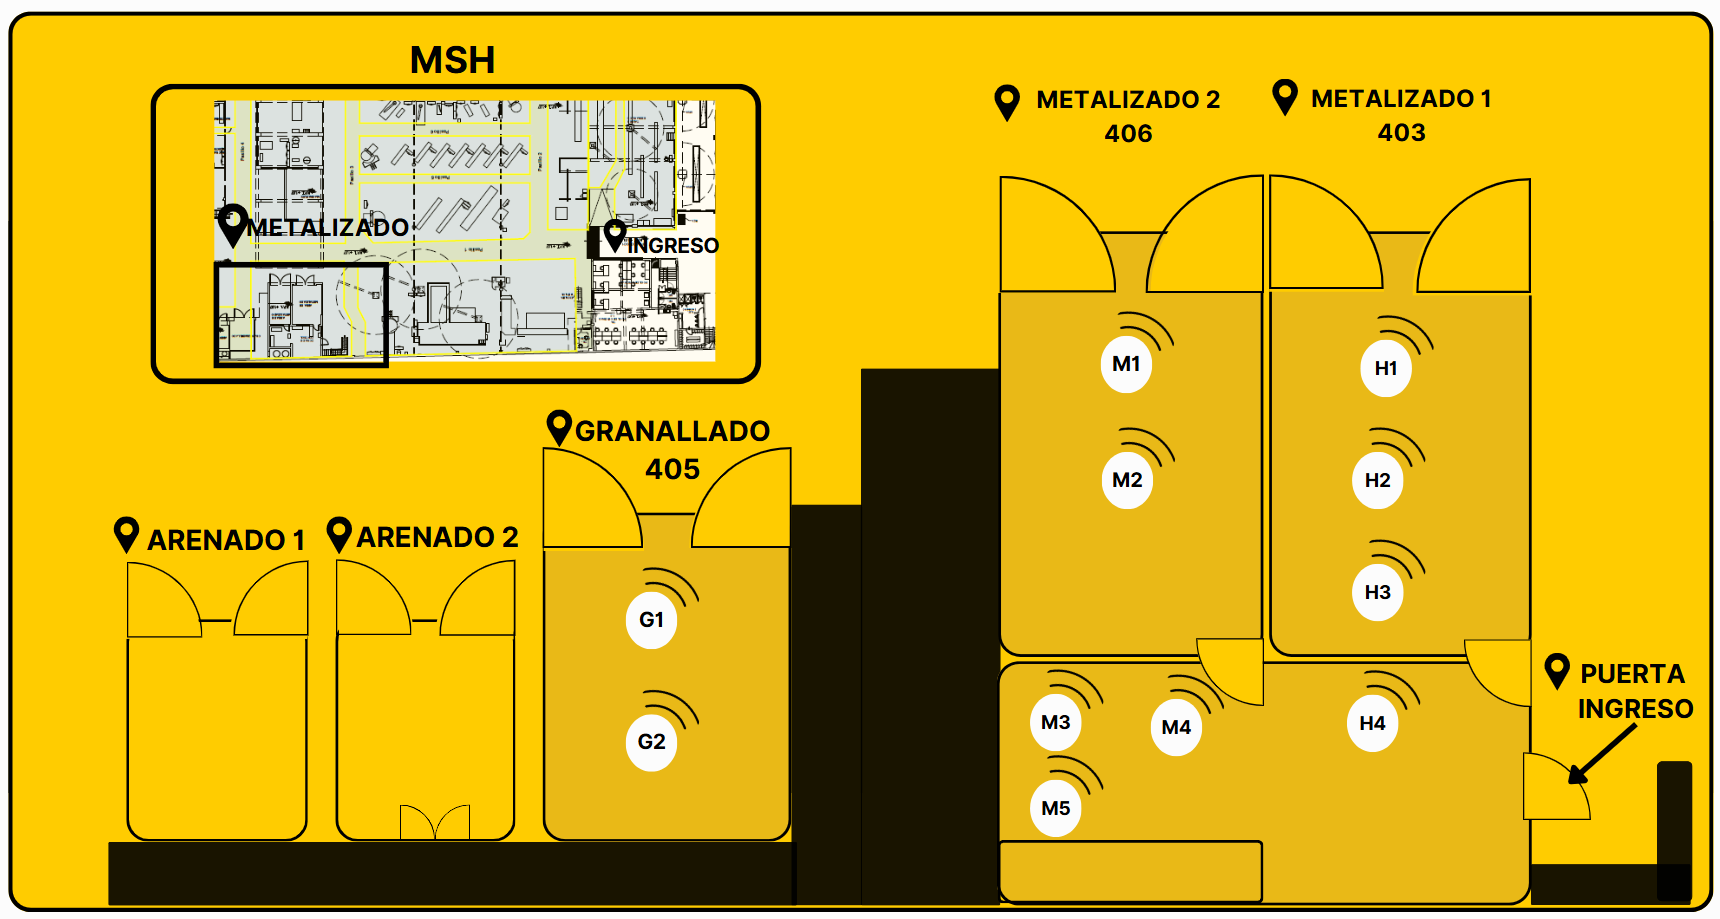 MSH
METALIZADO
INGRESO
METALIZADO 2
406
METALIZADO 1
403
GRANALLADO
405
ARENADO 1
ARENADO 2
M1
H1
M2
H2
H3
G1
G2
M3
M4
H4
M5
PUERTA
INGRESO